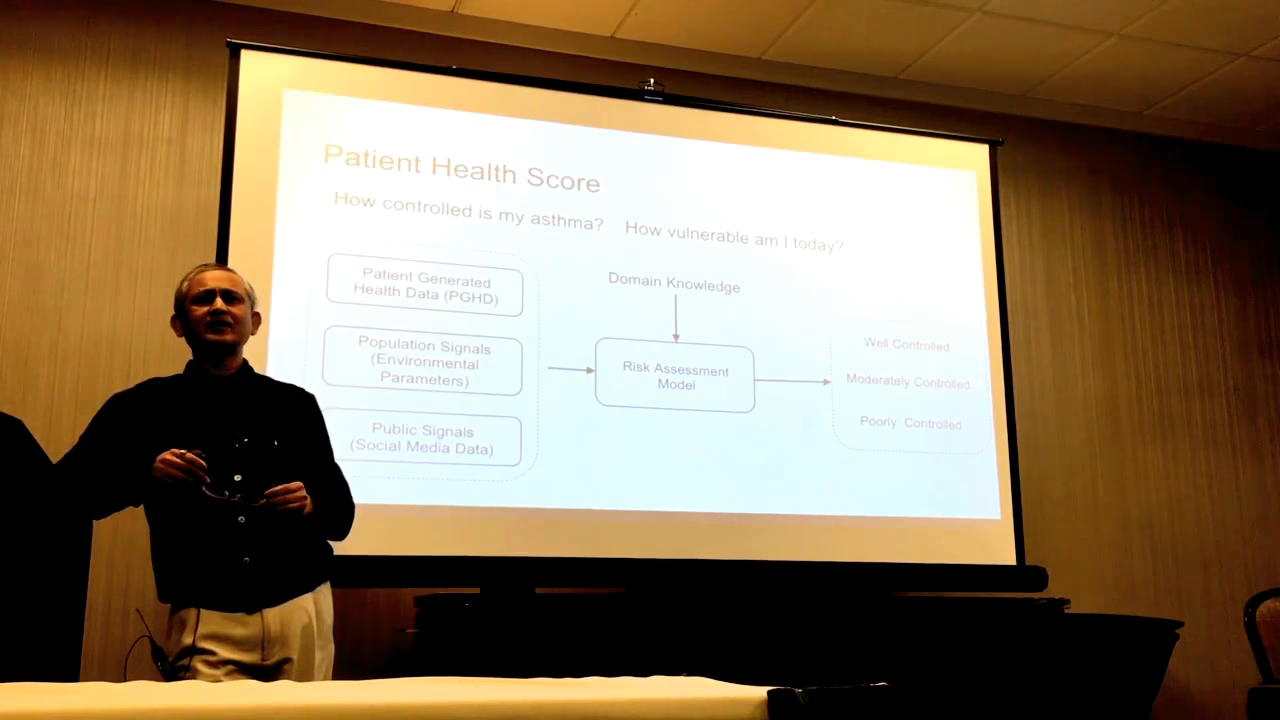 Patient Health Score
How controlled is my asthma? How vulnerable am I today?
Patient Generated
Health Data (PGHD)
Population Signals
(Environmental
Parameters)
Public Signals
(Social Media Data)
Domain Knowledge
Risk Assessment
Model
Well Controlled
Moderately Controlled
Poorly Controlled